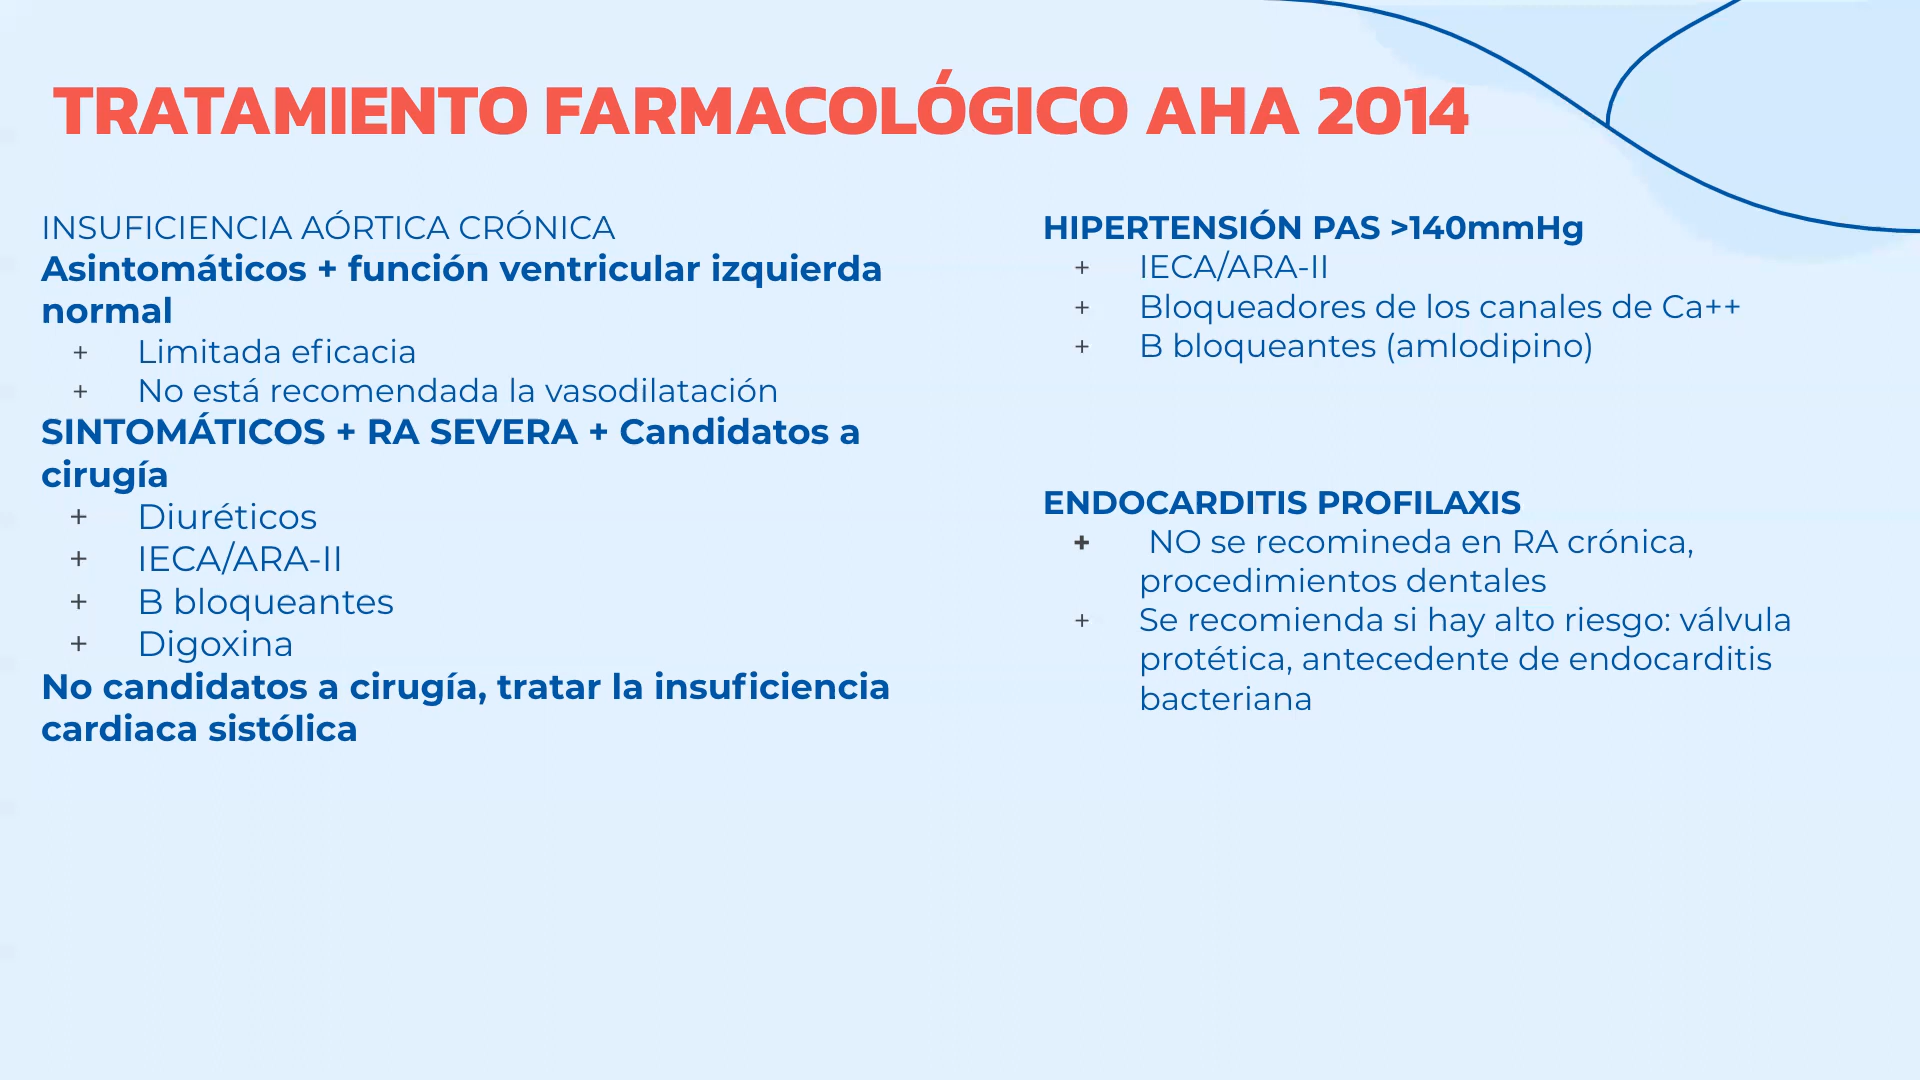 TRATAMIENTO FARMACOLÓGICO AHA 2014
INSUFICIENCIA AÓRTICA CRÓNICA
Asintomáticos + función ventricular izquierda
normal
+ Limitada eficacia
+ No está recomendada la vasodilatación
SINTOMÁTICOS + RA SEVERA + Candidatos a
cirugía
+ Diuréticos
+ IECA/ARA-II
+ B bloqueantes
+ Digoxina
No candidatos a cirugía, tratar la insuficiencia
cardiaca sistólica
HIPERTENSIÓN PAS >140mmHg
+ IECA/ARA-II
+ Bloqueadores de los canales de Ca++
+ B bloqueantes (amlodipino)
ENDOCARDITIS PROFILAXIS
+ NO se recomineda en RA crónica,
procedimientos dentales
+ Se recomienda si hay alto riesgo: válvula
protética, antecedente de endocarditis
bacteriana